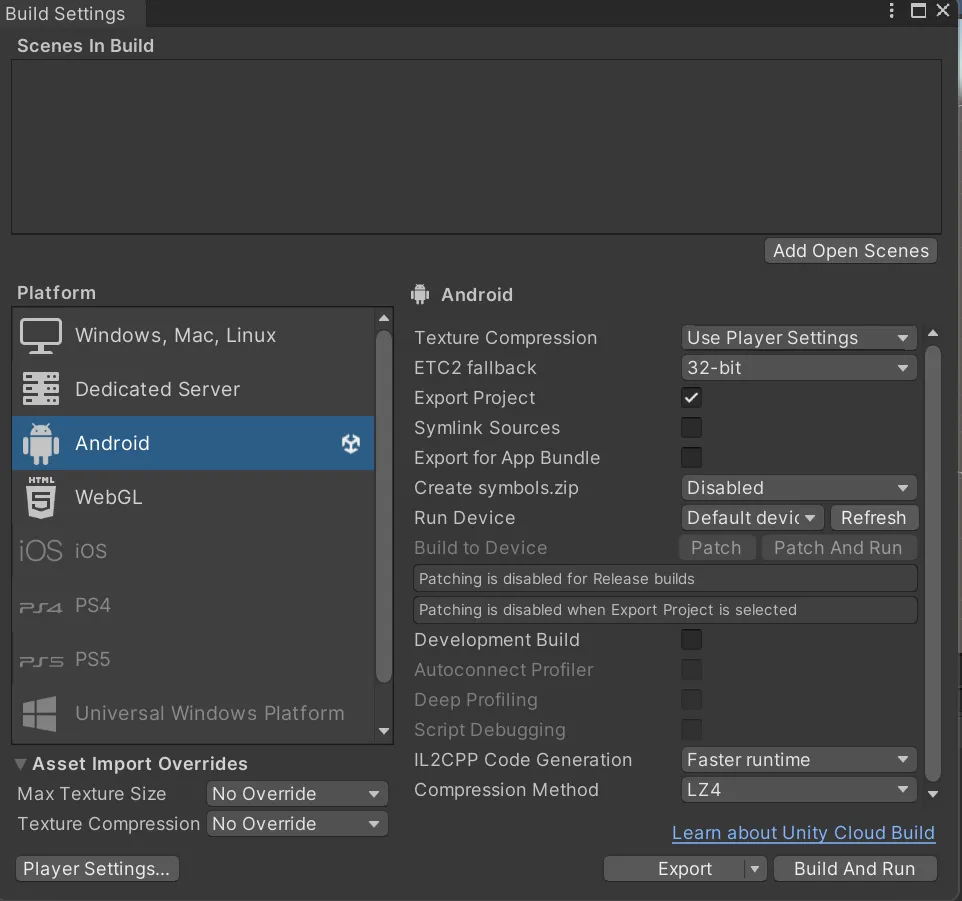 Build Settings
Scenes In Build
Add Open Scenes
Platform
Windows, Mac, Linux
Dedicated Server
Android
HTML
5
WebGL
iOS iOS
PS4 PS4
PS5 PS5
Universal Windows Platform
Asset Import Overrides
Max Texture Size No Override
Texture Compression No Override
Player Settings...
Android
Texture Compression Use Player Settings
ETC2 fallback 32-bit
Export Project
Symlink Sources
Export for App Bundle
Create symbols.zip Disabled
Run Device Default devic Refresh
Build to Device Patch Patch And Run
Patching is disabled for Release builds
Patching is disabled when Export Project is selected
Development Build
Autoconnect Profiler
Deep Profiling
Script Debugging
IL2CPP Code Generation Faster runtime
Compression Method LZ4
Learn about Unity Cloud Build
Export Build And Run